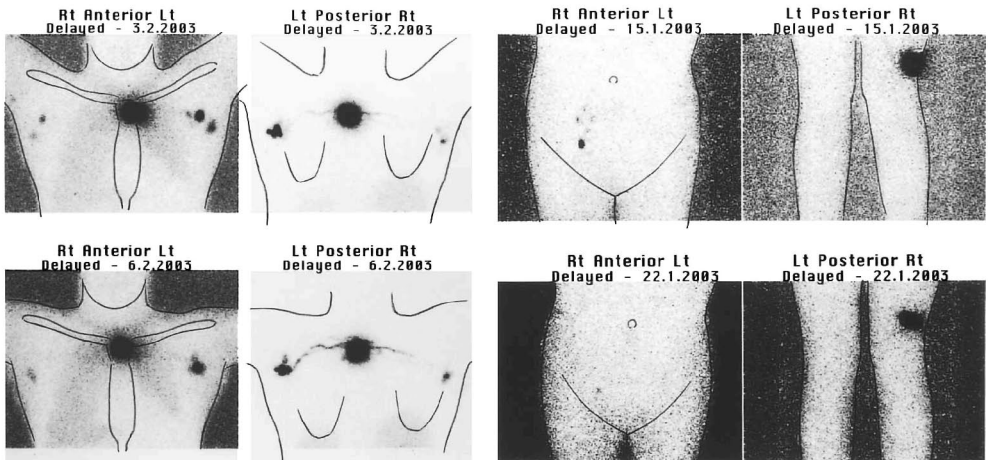 Rt Anterior Lt
Delayed - 3.2.2003
Lt Posterior Rt
Delayed - 3.2.2003
Rt Anterior Lt
Delayed - 15.1.2003
Lt Posterior Rt
Delayed - 15.1.2003
Rt Anterior Lt
Delayed - 6.2.2003
Lt Posterior Rt
Delayed - 6.2.2003
Rt Anterior Lt
Delayed - 22.1.2003
Lt Posterior Rt
Delayed - 22.1.2003